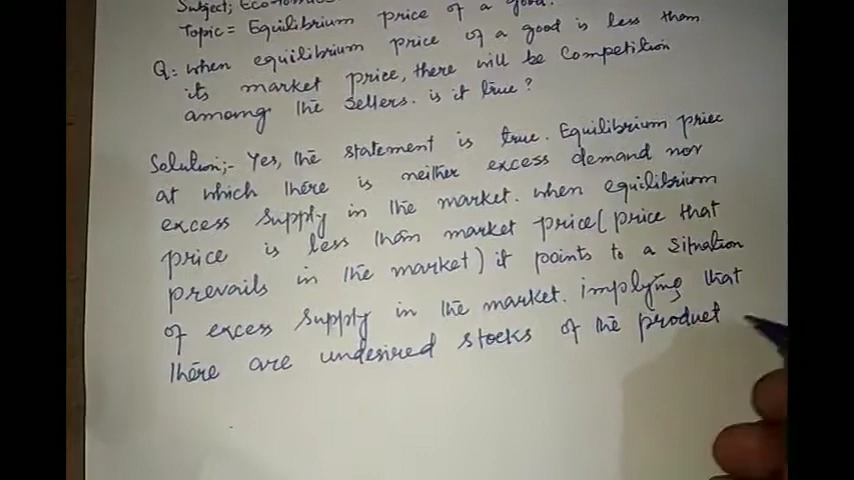 Subject; Economics
Topic = Equilibrium price of a good.
Q: when equilibrium price of a good is less than
its market price, there will be competition
among the sellers. is it true?
Solution;- Yes, the statement is true. Equilibrium price
at which there is neither excess demand nor
excess supply in the market. when equilibrium
price is less than market price (price that
prevails in the market) it points to a situation
of excess supply in the market. implying that
there are undesired stocks of the product